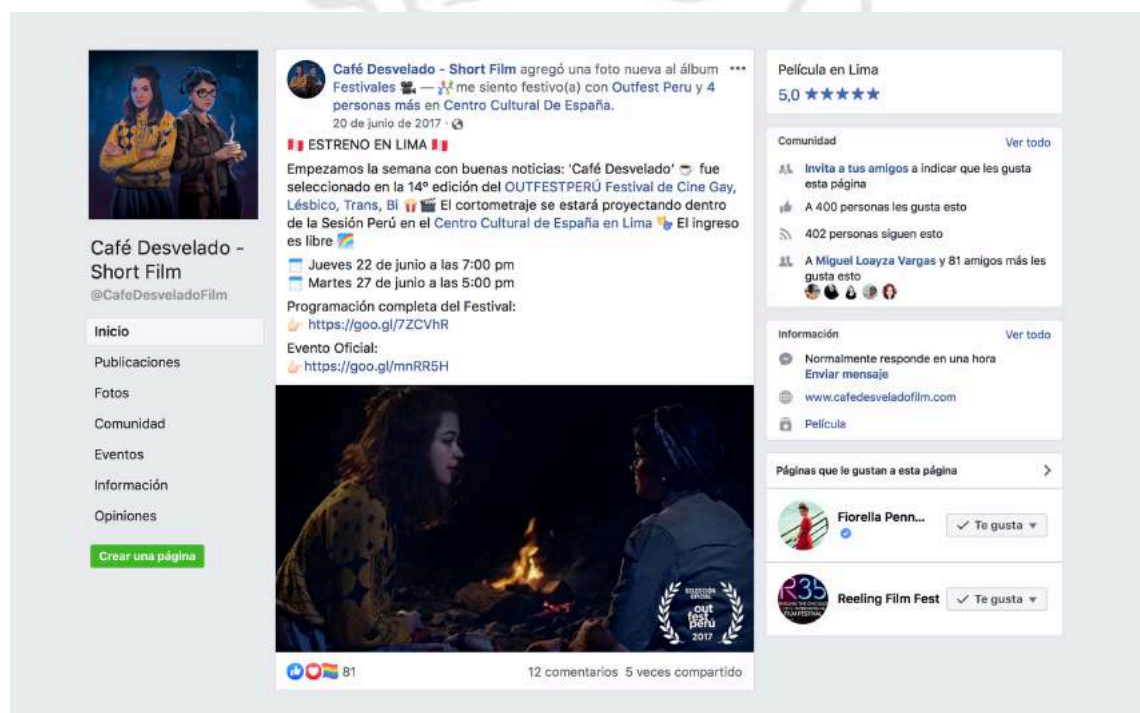 Café Desvelado -
Short Film
@CafeDesveladoFilm
Inicio
Publicaciones
Fotos
Comunidad
Eventos
Información
Opiniones
Crear una página
Café Desvelado - Short Film agregó una foto nueva al álbum
Festivales — me siento festivo(a) con Outfest Peru y 4
personas más en Centro Cultural De España.
20 de junio de 2017 ·
ESTRENO EN LIMA
Empezamos la semana con buenas noticias: 'Café Desvelado' fue
seleccionado en la 14º edición del OUTFESTPERÚ Festival de Cine Gay,
Lésbico, Trans, Bi El cortometraje se estará proyectando dentro
de la Sesión Perú en el Centro Cultural de España en Lima El ingreso
es libre
Jueves 22 de junio a las 7:00 pm
Martes 27 de junio a las 5:00 pm
Programación completa del Festival:
https://goo.gl/7ZCVhR
Evento Oficial:
https://goo.gl/mnRR5H
SELECCIÓN
OFICIAL
out
fest
perú
2017
81
12 comentarios 5 veces compartido
Película en Lima
5,0 ★★★★★
Comunidad Ver todo
Invita a tus amigos a indicar que les gusta
esta página
A 400 personas les gusta esto
402 personas siguen esto
A Miguel Loayza Vargas y 81 amigos más les
gusta esto
Información Ver todo
Normalmente responde en una hora
Enviar mensaje
www.cafedesveladofilm.com
Película
Páginas que le gustan a esta página
Fiorella Penn...
Te gusta
R35
FILM FESTIVAL
Reeling Film Fest
Te gusta